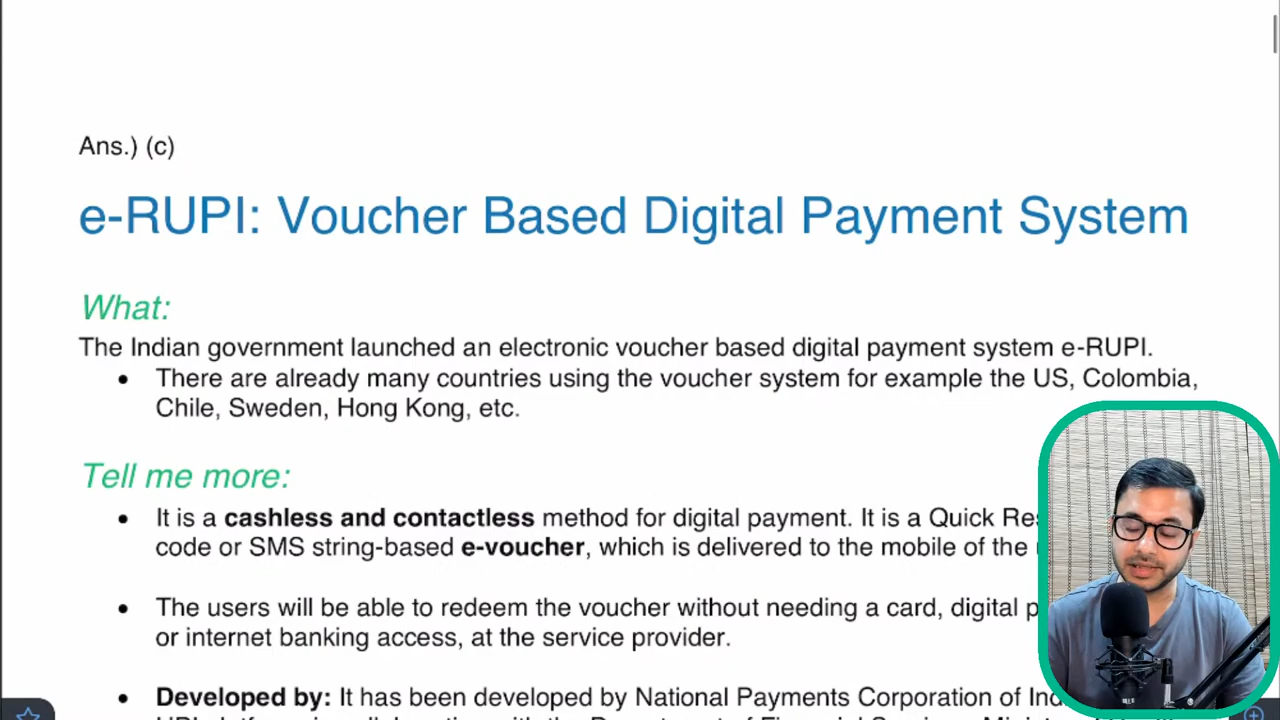 Ans.) (c)
e-RUPI: Voucher Based Digital Payment System
What:
The Indian government launched an electronic voucher based digital payment system e-RUPI.
• There are already many countries using the voucher system for example the US, Colombia,
Chile, Sweden, Hong Kong, etc.
Tell me more:
• It is a cashless and contactless method for digital payment. It is a Quick
code or SMS string-based e-voucher, which is delivered to the mobile of the
• The users will be able to redeem the voucher without needing a card, digital
or internet banking access, at the service provider.
• Developed by: It has been developed by National Payments Corporation of